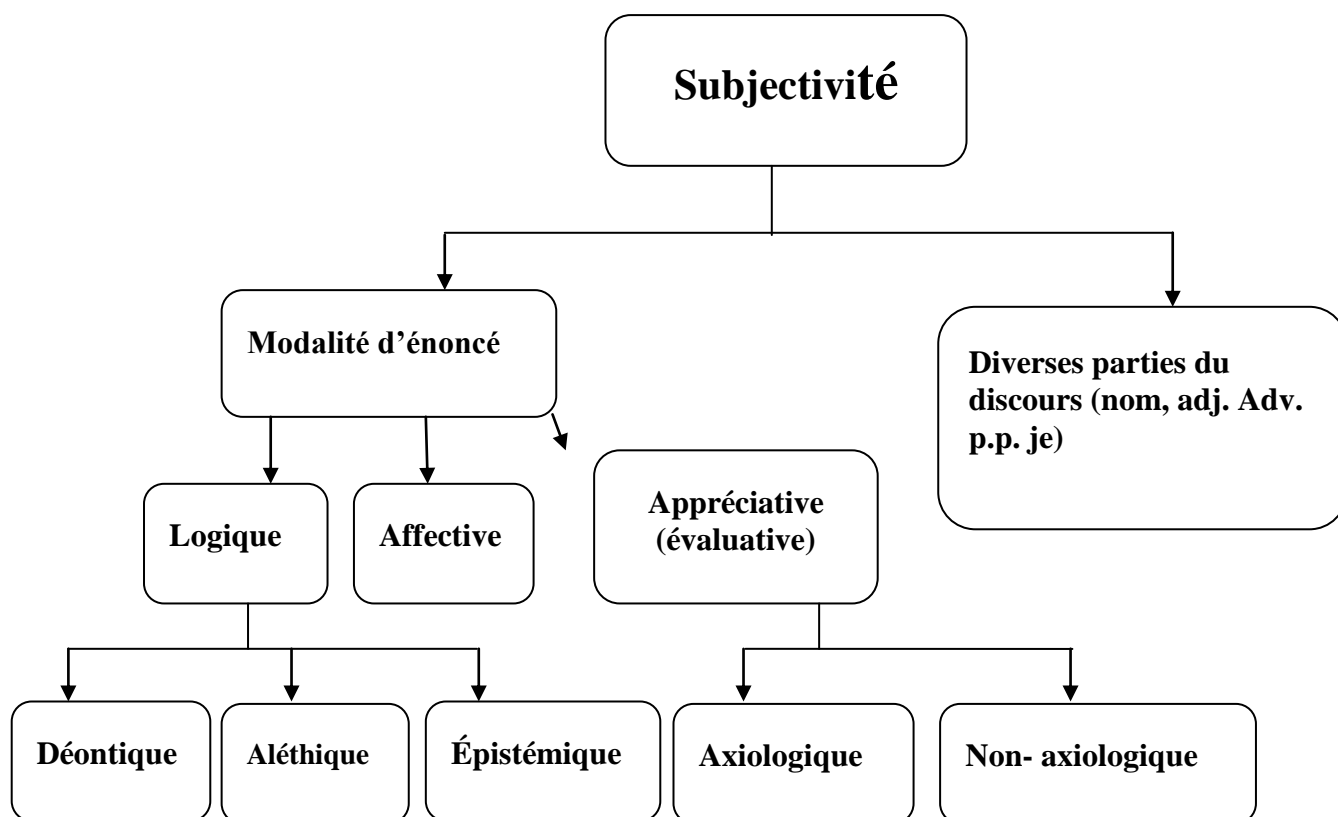 Subjectivité
Modalité d’énoncé
Diverses parties du
discours (nom, adj. Adv.
p.p. je)
Logique
Affective
Appréciative
(évaluative)
Déontique
Aléthique
Épistémique
Axiologique
Non- axiologique